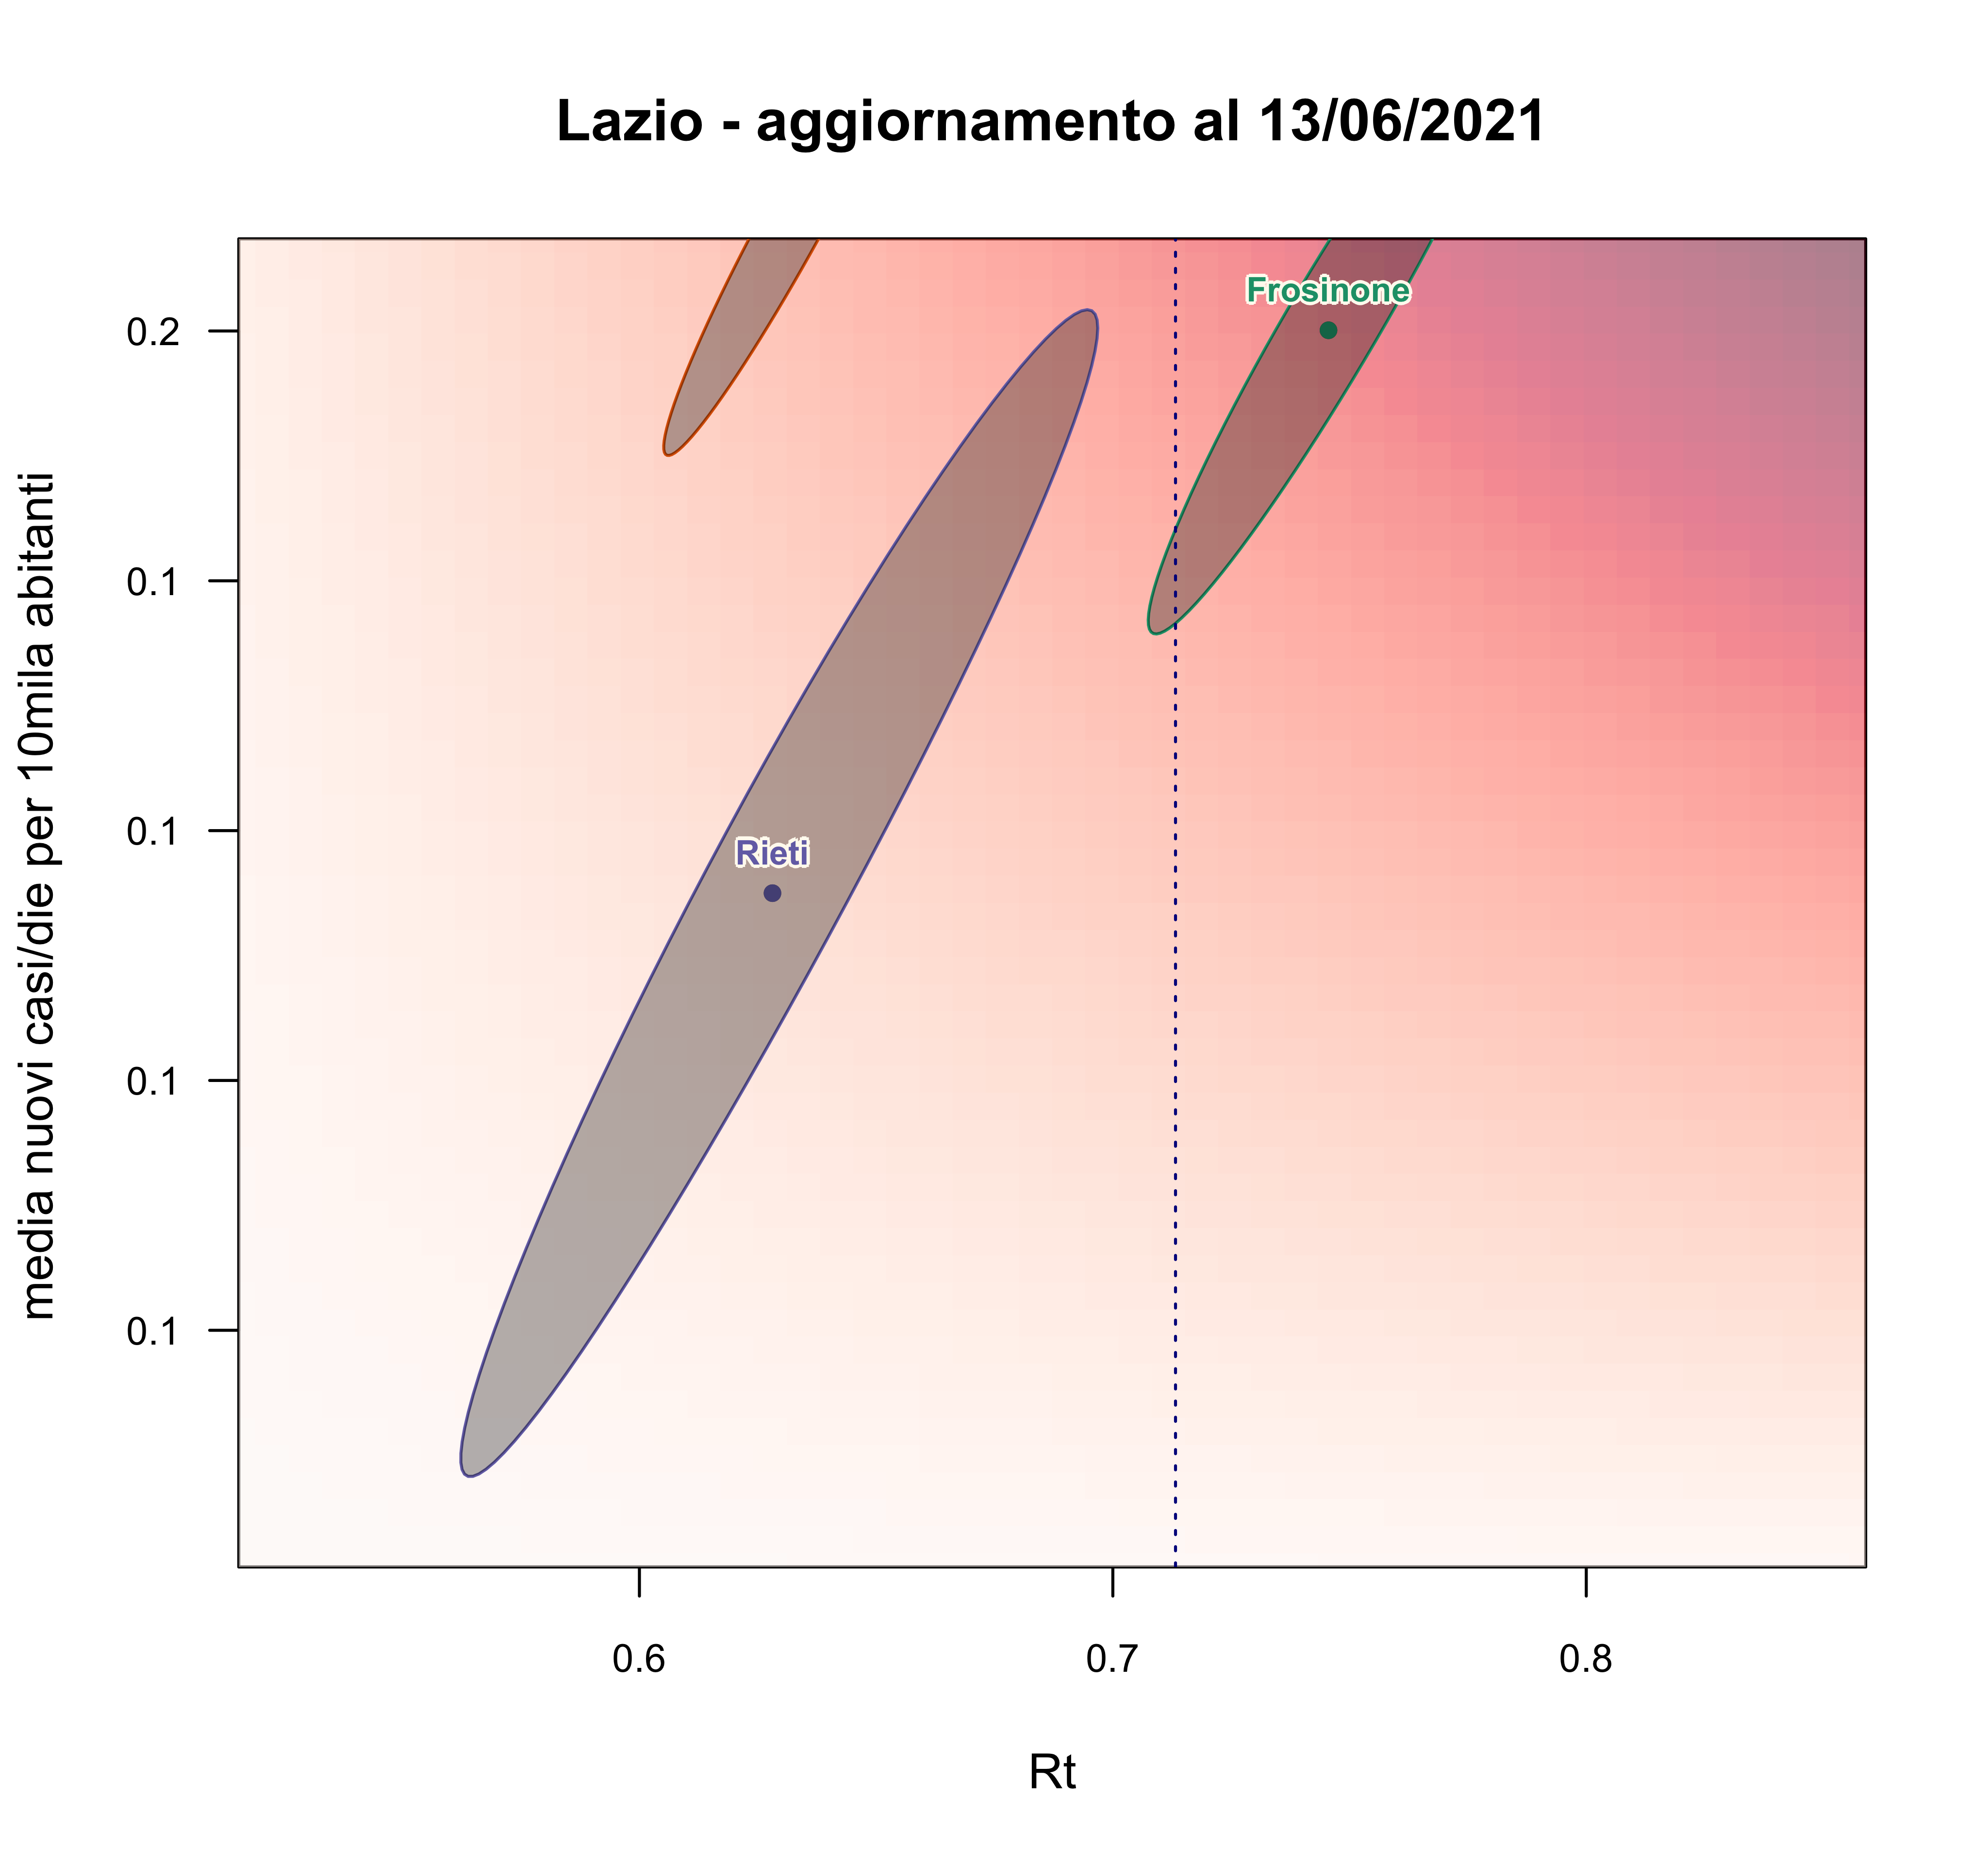 Lazio - aggiornamento al 13/06/2021
media nuovi casi/die per 10mila abitanti
0.2
0.1
0.1
0.1
0.1
Frosinone
Rieti
0.6
0.7
0.8
Rt